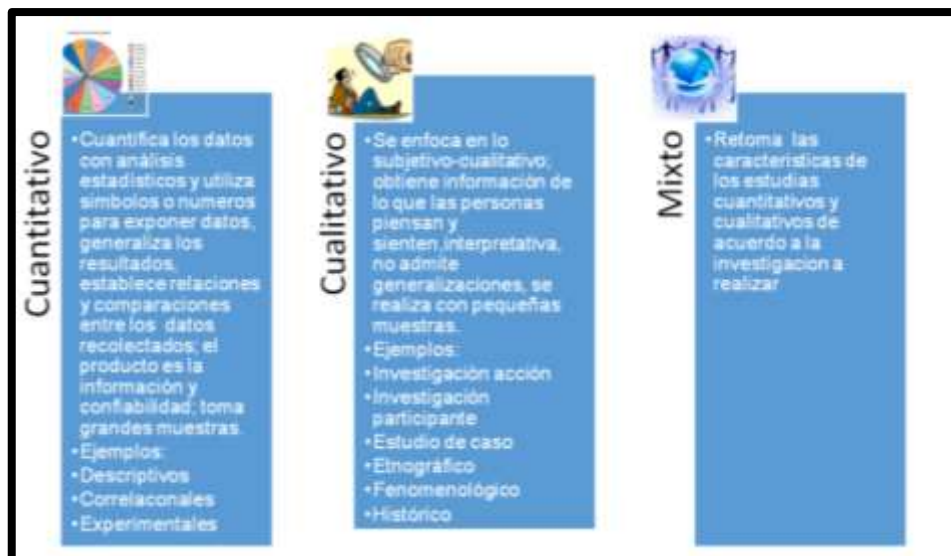 Cuantitativo
•Cuantifica los datos
con análisis
estadísticos y utiliza
simbolos o numeros
para exponer datos,
generaliza los
resultados,
establece relaciones
y comparaciones
entre los datos
recolectados; el
producto es la
información y
confiabilidad; toma
grandes muestras.
•Ejemplos:
•Descriptivos
•Correlaconales
•Experimentales
Cualitativo
•Se enfoca en lo
subjetivo-cualitativo;
obtiene información de
lo que las personas
piensan y
sienten,interpretativa,
no admite
generalizaciones, se
realiza con pequeñas
muestras.
•Ejemplos:
•Investigación acción
•Investigación
participante
•Estudio de caso
•Etnográfico
•Fenomenológico
•Histórico
Mixto
•Retoma las
caracteristicas de
los estudias
cuantitativos y
cualitativos de
acuerdo a la
investigacion a
realizar